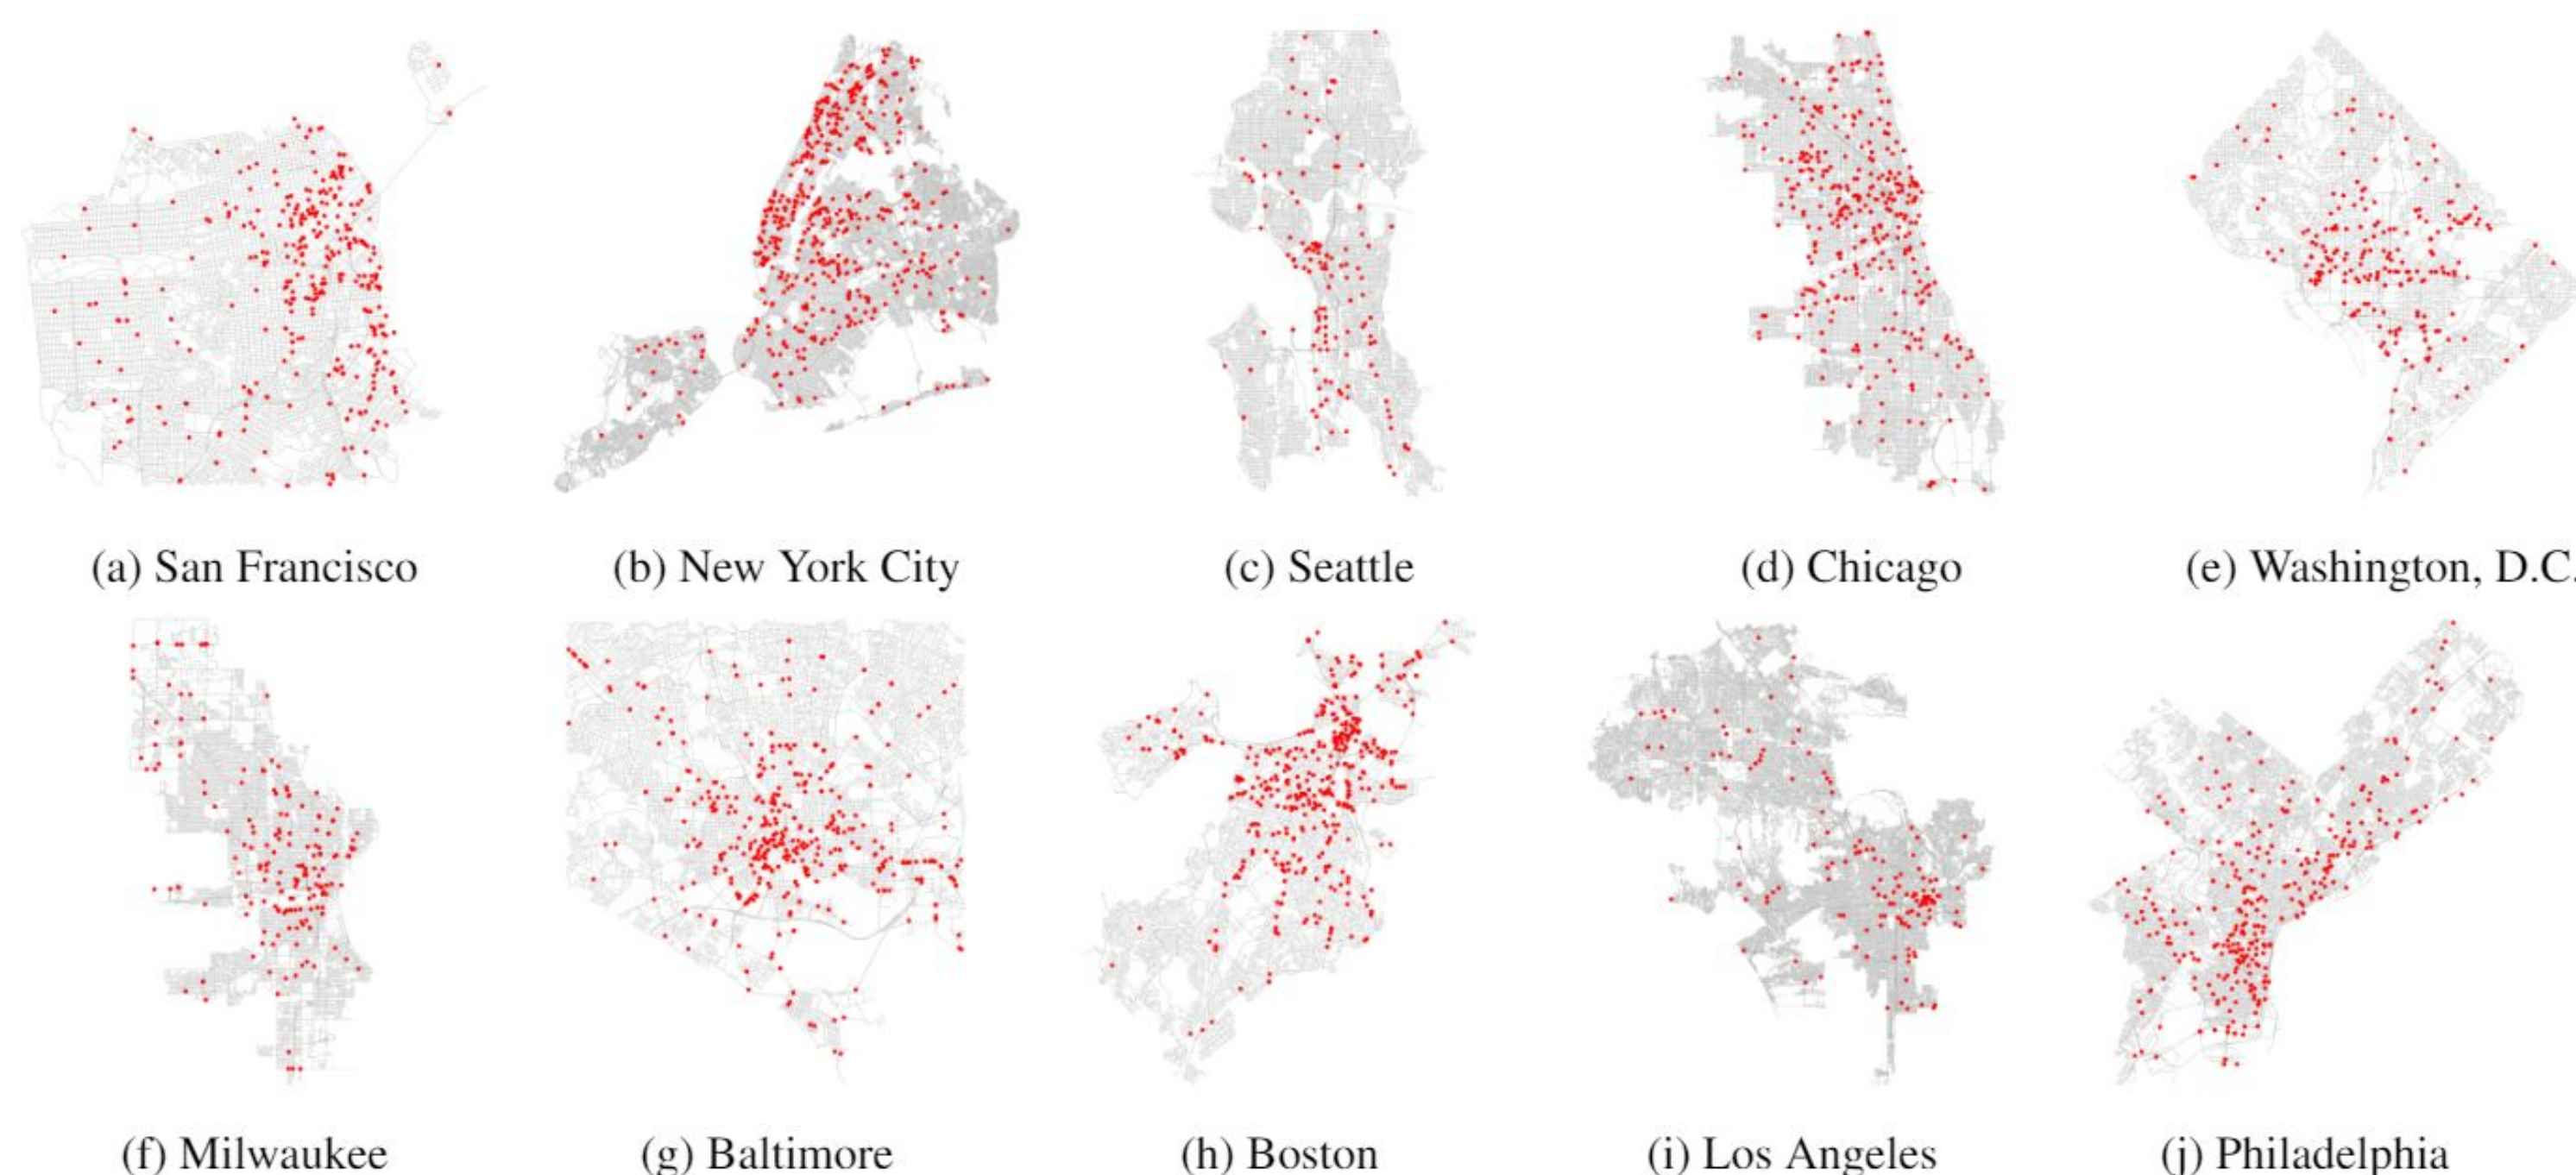 (a) San Francisco
(b) New York City
(c) Seattle
(d) Chicago
(e) Washington, D.C.
(f) Milwaukee
(g) Baltimore
(h) Boston
(i) Los Angeles
(j) Philadelphia